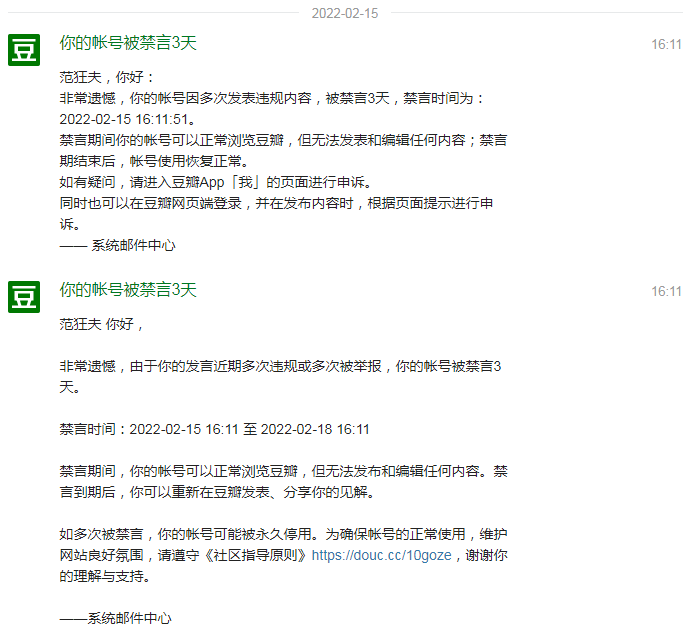 2022-02-15
豆
你的帐号被禁言3天
16:11
范狂夫，你好：
非常遗憾，你的帐号因多次发表违规内容，被禁言3天，禁言时间为：
2022-02-15 16:11:51。
禁言期间你的帐号可以正常浏览豆瓣，但无法发表和编辑任何内容；禁言
期结束后，帐号使用恢复正常。
如有疑问，请进入豆瓣App「我」的页面进行申诉。
同时也可以在豆瓣网页端登录，并在发布内容时，根据页面提示进行申
诉。
—— 系统邮件中心
豆
你的帐号被禁言3天
16:11
范狂夫 你好，
非常遗憾，由于你的发言近期多次违规或多次被举报，你的帐号被禁言3
天。
禁言时间：2022-02-15 16:11 至 2022-02-18 16:11
禁言期间，你的帐号可以正常浏览豆瓣，但无法发布和编辑任何内容。禁
言到期后，你可以重新在豆瓣发表、分享你的见解。
如多次被禁言，你的帐号可能被永久停用。为确保帐号的正常使用，维护
网站良好氛围，请遵守《社区指导原则》https://douc.cc/10goze，谢谢你
的理解与支持。
——系统邮件中心